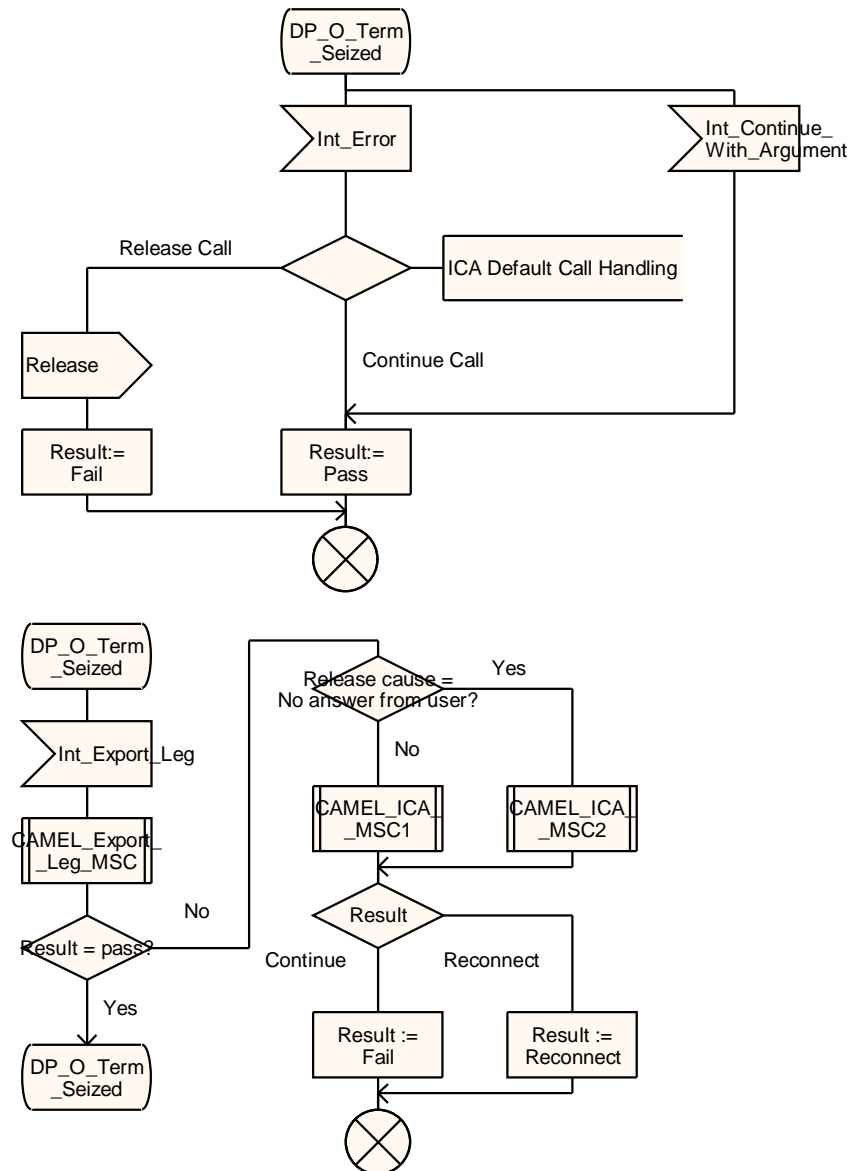 DP_O_Term
_Seized
Int_Error
Int_Continue_
With_Argument
Release Call
ICA Default Call Handling
Release
Continue Call
Result:=
Fail
Result:=
Pass
DP_O_Term
_Seized
Release cause =
No answer from user?
Yes
Int_Export_Leg
No
CAMEL_Export_
_Leg_MSC
CAMEL_ICA_
_MSC1
CAMEL_ICA_
_MSC2
No
Result
Result = pass?
Continue
Reconnect
Yes
DP_O_Term
_Seized
Result :=
Fail
Result :=
Reconnect